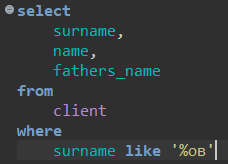 select
surname,
name,
fathers_name
from
client
where
surname like '%ов'